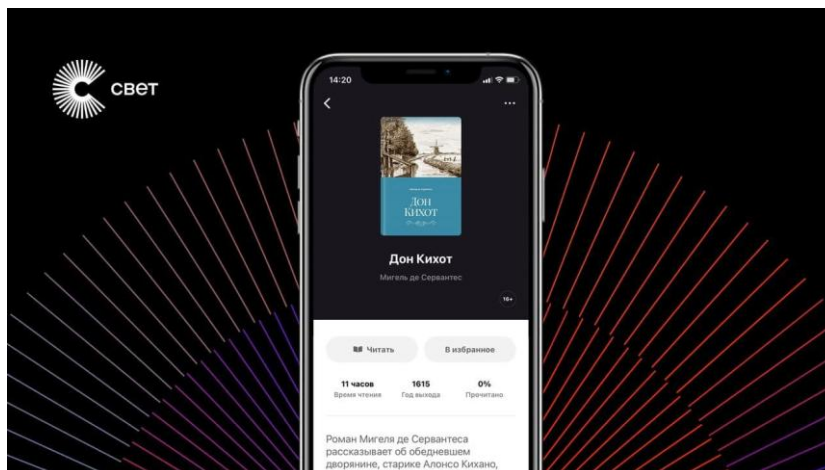 свет
14:20
ДОН
КИХОТ
Дон Кихот
Мигель де Сервантес
16+
Читать
В избранное
11 часов
1615
0%
Время чтения
Год выхода
Прочитано
Роман Мигеля де Сервантеса
рассказывает об обедневшем
дворянине, старике Алонсо Кихано,